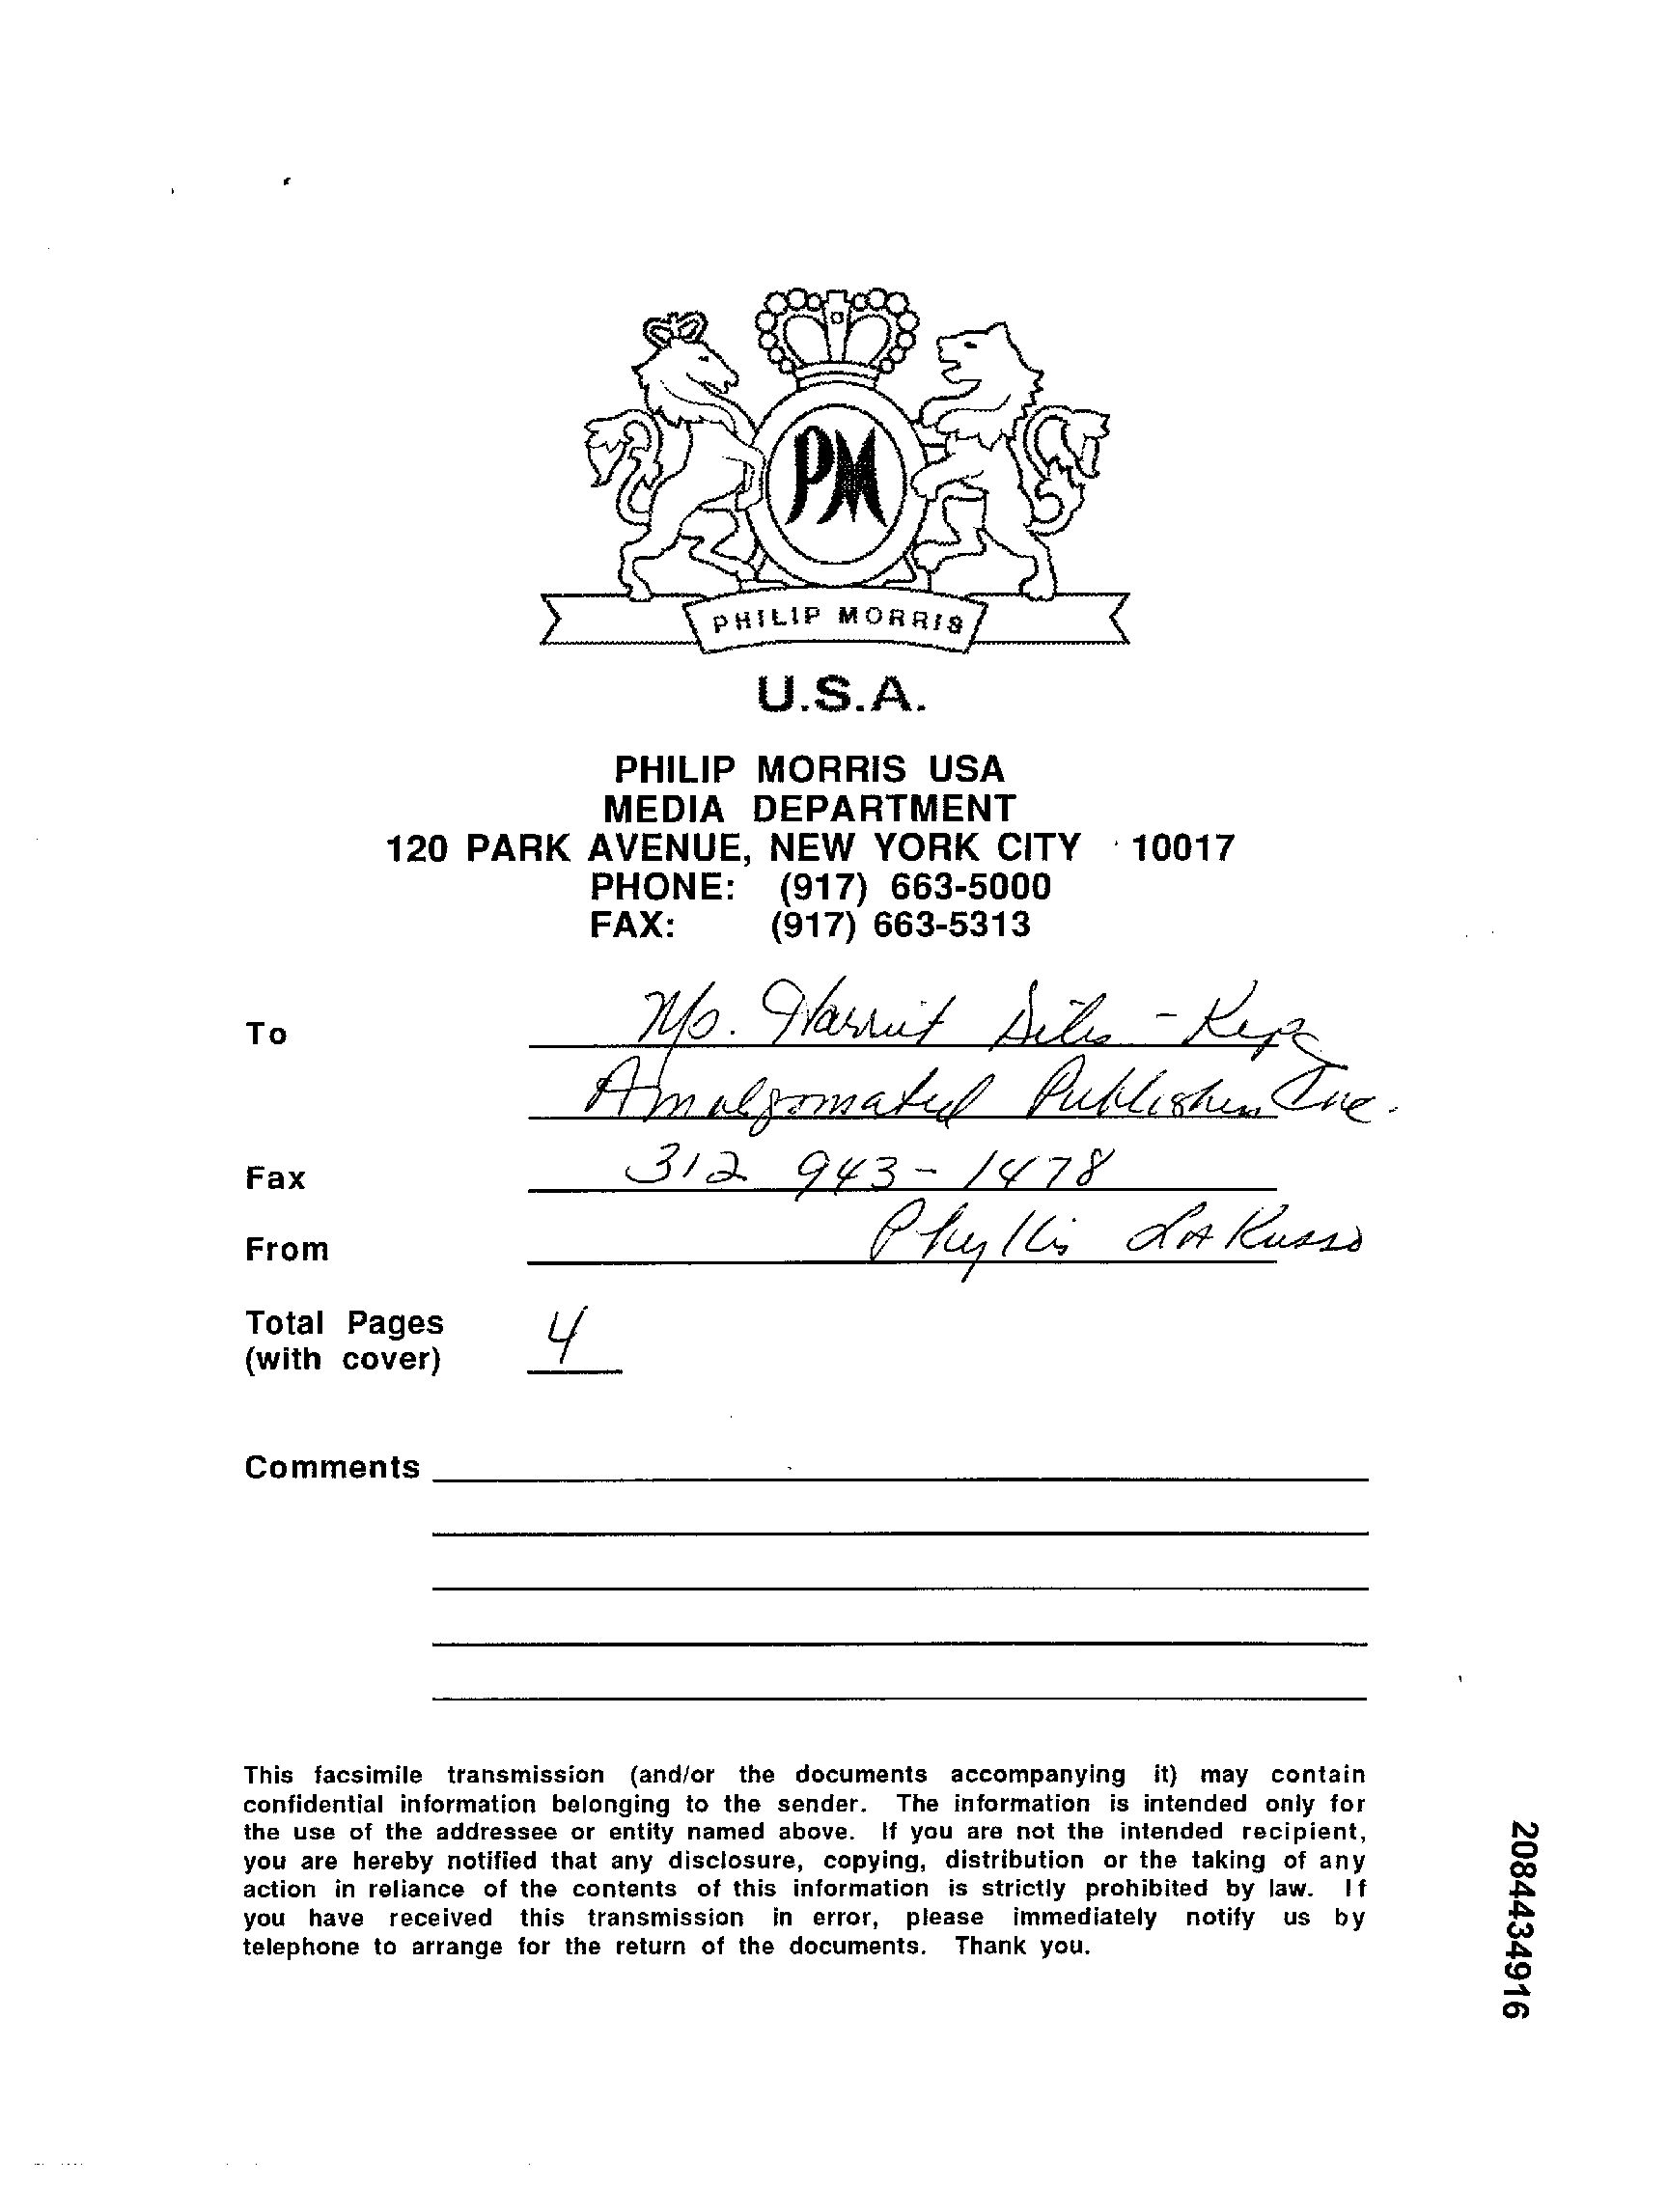 PM
PHILIP MORRIS
U.S.A.
PHILIP MORRIS USA
MEDIA DEPARTMENT
120 PARK AVENUE, NEW YORK CITY 10017
PHONE: (917) 663-5000
FAX: (917) 663-5313
To Ms. Harriet
Amalgomated Publishers Inc.
Fax 312 943-1478
From Phyllis LaRusso
Total Pages
(with cover) 4
Comments
This facsimile transmission (and/or the documents accompanying it) may contain
confidential information belonging to the sender. The information is intended only for
the use of the addressee or entity named above. If you are not the intended recipient,
you are hereby notified that any disclosure, copying, distribution or the taking of any
action in reliance of the contents of this information is strictly prohibited by law. If
you have received this transmission in error, please immediately notify us by
telephone to arrange for the return of the documents. Thank you.
2084434916